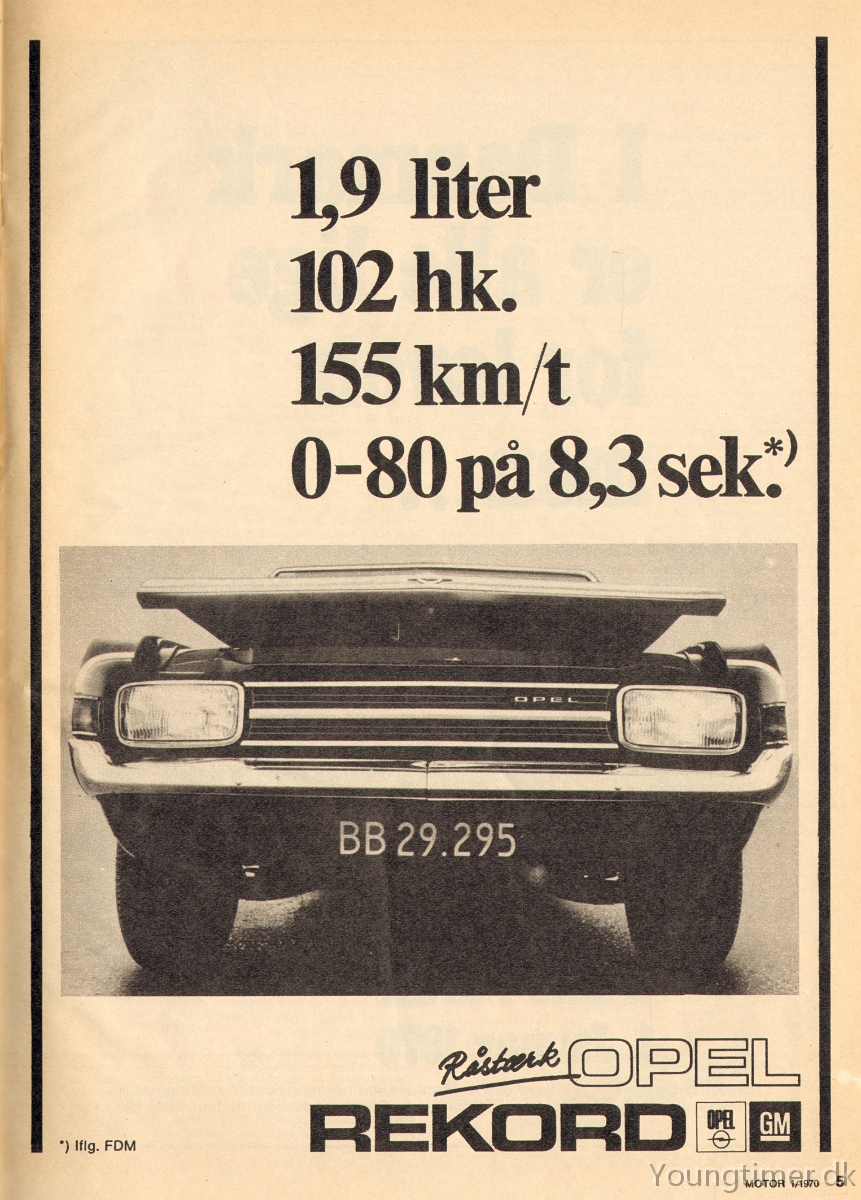 1,9 liter
102 hk.
155 km/t
0-80 på 8,3 sek.*)
OPEL
BB 29.295
Råstærk OPEL
REKORD OPEL GM
*) Iflg. FDM
Youngtimer.dk
MOTOR 1/1970 5